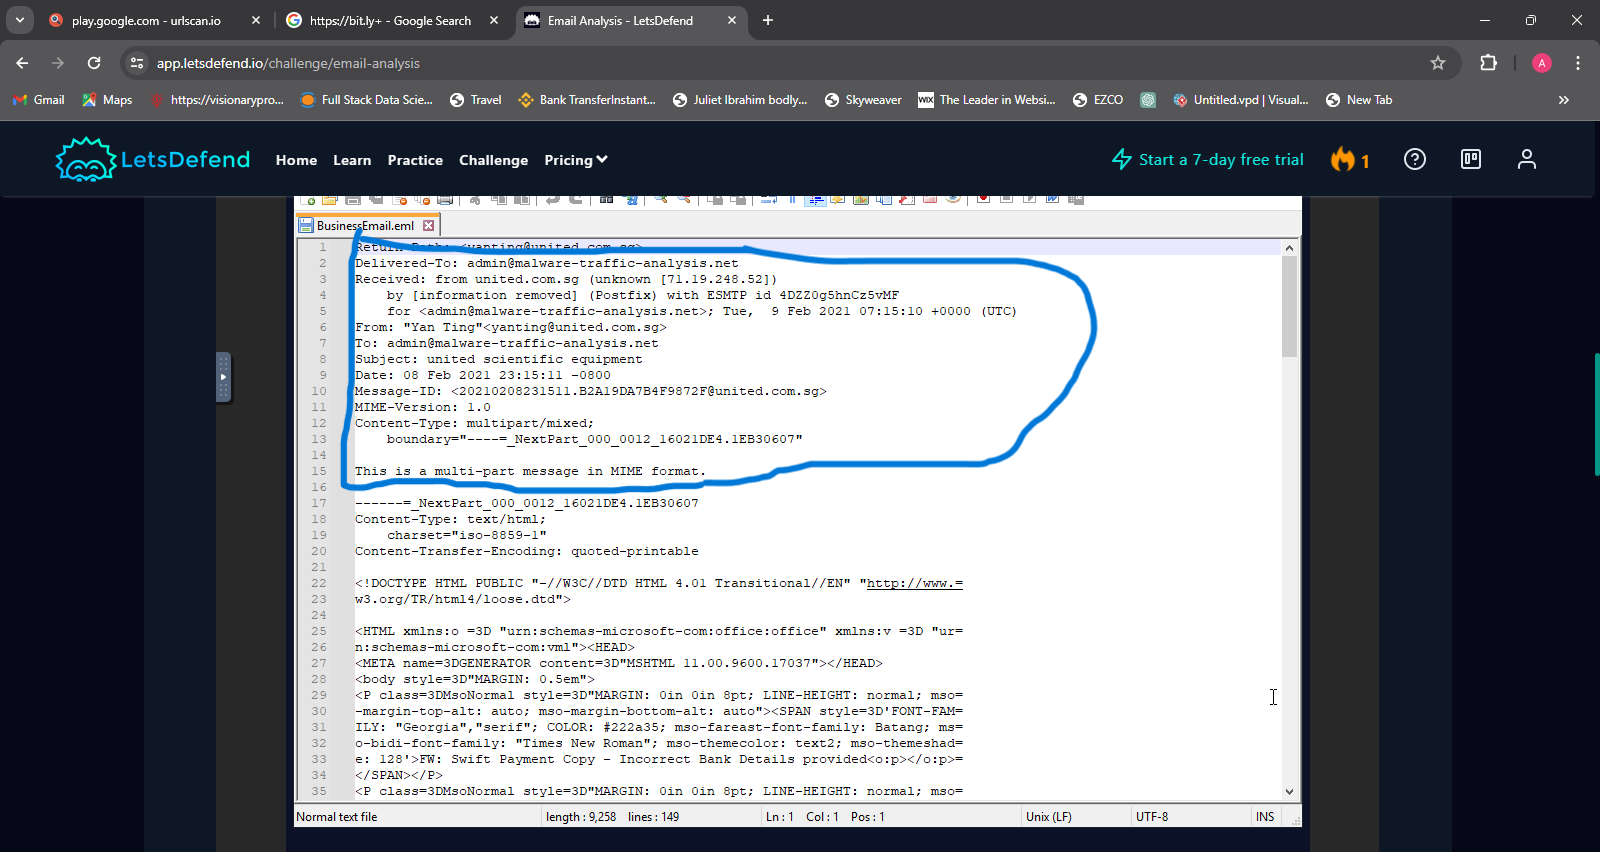 play.google.com - urlscan.io
https://bit.ly+ - Google Search
Email Analysis - LetsDefend
app.letsdefend.io/challenge/email-analysis
A
Gmail
Maps
https://visionarypro...
Full Stack Data Scie...
Travel
Bank TransferInstant...
Juliet Ibrahim bodly...
Skyweaver
WIX The Leader in Websi...
EZCO
Untitled.vpd | Visual...
New Tab
LetsDefend
Home
Learn
Practice
Challenge
Pricing
Start a 7-day free trial
1
BusinessEmail.eml
1 Return-Path: <yanting@united.com.sg>
2 Delivered-To: admin@malware-traffic-analysis.net
3 Received: from united.com.sg (unknown [71.19.248.52])
4 by [information removed] (Postfix) with ESMTP id 4DZZ0g5hnCz5vMF
5 for <admin@malware-traffic-analysis.net>; Tue, 9 Feb 2021 07:15:10 +0000 (UTC)
6 From: "Yan Ting"<yanting@united.com.sg>
7 To: admin@malware-traffic-analysis.net
8 Subject: united scientific equipment
9 Date: 08 Feb 2021 23:15:11 -0800
10 Message-ID: <20210208231511.B2A19DA7B4F9872F@united.com.sg>
11 MIME-Version: 1.0
12 Content-Type: multipart/mixed;
13 boundary="----=_NextPart_000_0012_16021DE4.1EB30607"
14
15 This is a multi-part message in MIME format.
16
17 ------=_NextPart_000_0012_16021DE4.1EB30607
18 Content-Type: text/html;
19 charset="iso-8859-1"
20 Content-Transfer-Encoding: quoted-printable
21
22 <!DOCTYPE HTML PUBLIC "-//W3C//DTD HTML 4.01 Transitional//EN" "http://www.=
23 w3.org/TR/html4/loose.dtd">
24
25 <HTML xmlns:o =3D "urn:schemas-microsoft-com:office:office" xmlns:v =3D "ur=
26 n:schemas-microsoft-com:vml"><HEAD>
27 <META name=3DGENERATOR content=3D"MSHTML 11.00.9600.17037"></HEAD>
28 <body style=3D"MARGIN: 0.5em">
29 <P class=3DMsoNormal style=3D"MARGIN: 0in 0in 8pt; LINE-HEIGHT: normal; mso=
30 -margin-top-alt: auto; mso-margin-bottom-alt: auto"><SPAN style=3D'FONT-FAM=
31 ILY: "Georgia","serif"; COLOR: #222a35; mso-fareast-font-family: Batang; ms=
32 o-bidi-font-family: "Times New Roman"; mso-themecolor: text2; mso-themeshad=
33 e: 128'>FW: Swift Payment Copy - Incorrect Bank Details provided<o:p></o:p>=
34 </SPAN></P>
35 <P class=3DMsoNormal style=3D"MARGIN: 0in 0in 8pt; LINE-HEIGHT: normal; mso=
Normal text file
length : 9,258 lines : 149
Ln : 1 Col : 1 Pos : 1
Unix (LF)
UTF-8
INS